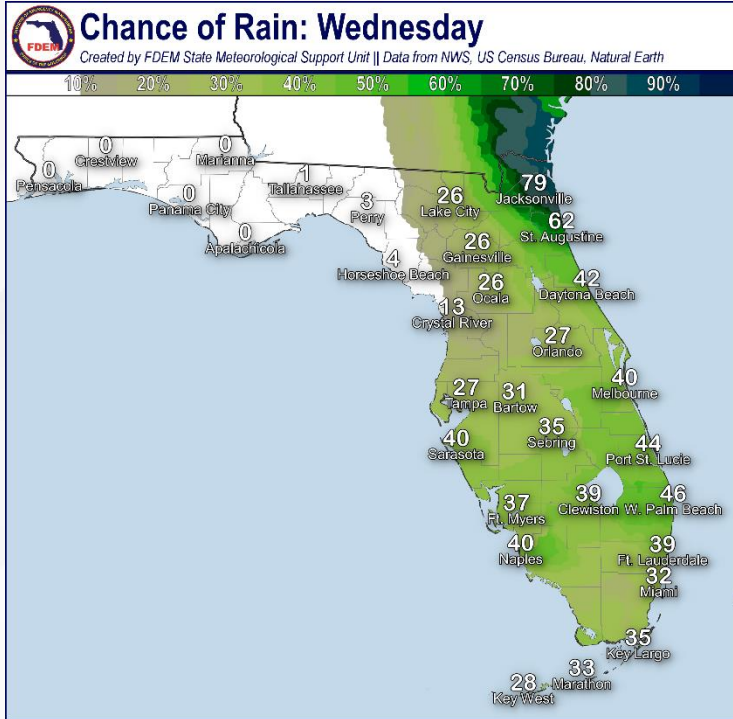 Chance of Rain: Wednesday
Created by FDEM State Meteorological Support Unit || Data from NWS, US Census Bureau, Natural Earth
FDEM
10% 20% 30% 40% 50% 60% 70% 80% 90%
0
Crestview
0
Marianna
0
Pensacola
1
Tallahassee
0
Panama City
3
Perry
26
Lake City
79
Jacksonville
0
Apalachicola
62
St. Augustine
26
Gainesville
4
Horseshoe Beach
26
Ocala
42
Daytona Beach
13
Crystal River
27
Orlando
27
Tampa
31
Bartow
40
Melbourne
40
Sarasota
35
Sebring
44
Port St. Lucie
37
Ft. Myers
39
Clewiston
46
W. Palm Beach
40
Naples
39
Ft. Lauderdale
32
Miami
35
Key Largo
33
Marathon
28
Key West